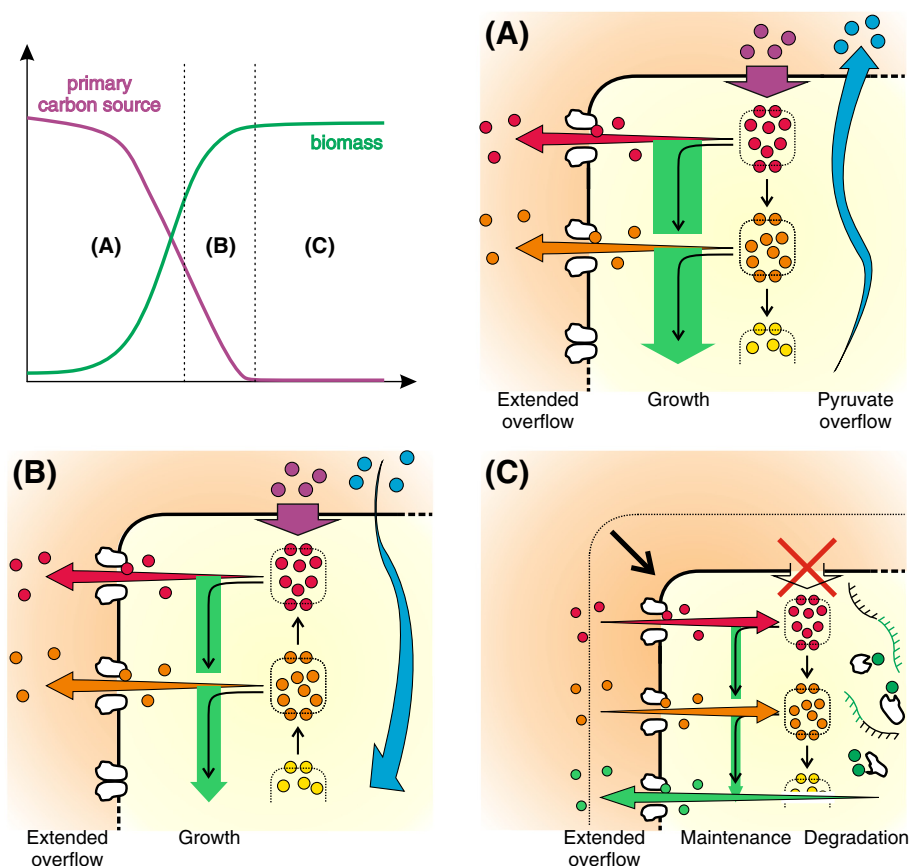 primary
carbon source
biomass
(A)
(B)
(C)
(A)
Extended
overflow
Growth
Pyruvate
overflow
(B)
Extended
overflow
Growth
(C)
Extended
overflow
Maintenance
Degradation